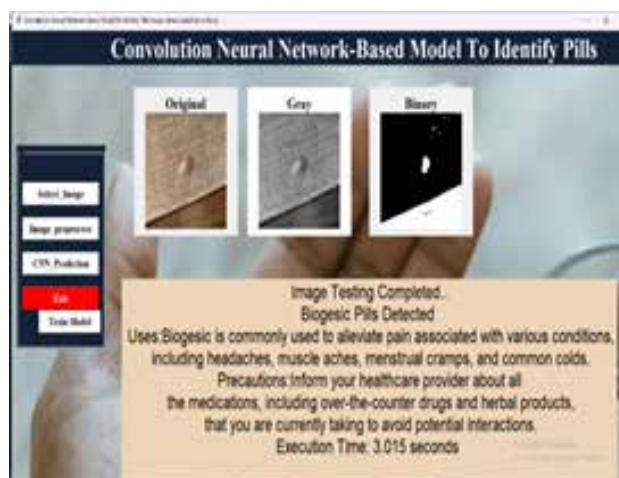 Convolution Neural Network-Based Model To Identify Pills
Original
Gray
Binary
Select_Image
Image_preprocess
CNN_Prediction
Exit
Train Model
Image Testing Completed..
Biogesic Pills Detected
Uses:Biogesic is commonly used to alleviate pain associated with various conditions,
including headaches, muscle aches, menstrual cramps, and common colds.
Precautions:Inform your healthcare provider about all
the medications, including over-the-counter drugs and herbal products,
that you are currently taking to avoid potential interactions.
Execution Time: 3.015 seconds